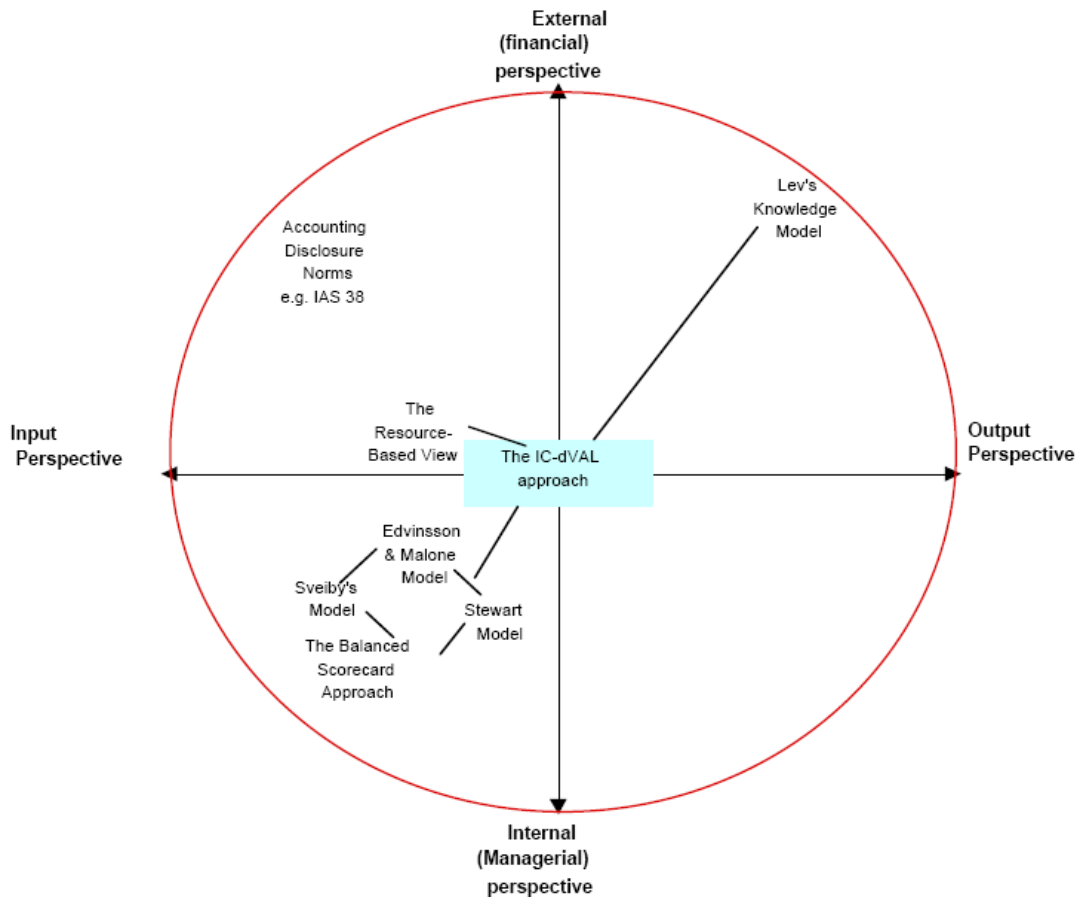 External
(financial)
perspective
Lev's
Knowledge
Model
Accounting
Disclosure
Norms
e.g. IAS 38
The
Resource-
Based View
Input
Perspective
Output
Perspective
The IC-dVAL
approach
Edvinsson
& Malone
Model
Sveiby's
Model
Stewart
Model
The Balanced
Scorecard
Approach
Internal
(Managerial)
perspective